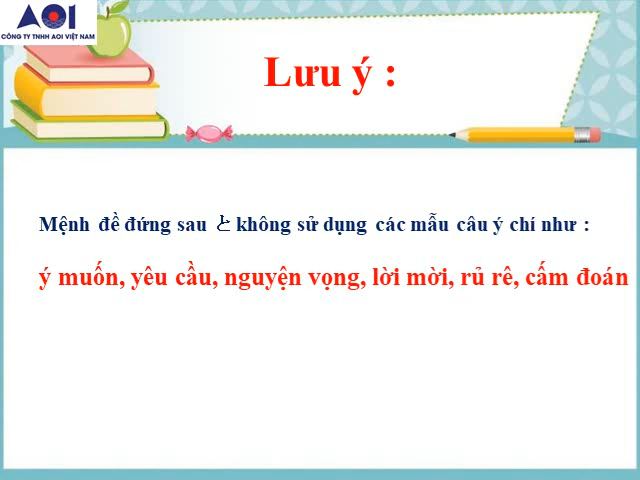 AOI
CÔNG TY TNHH AOI VIỆT NAM
Lưu ý :
Mệnh đề đứng sau と không sử dụng các mẫu câu ý chí như :
ý muốn, yêu cầu, nguyện vọng, lời mời, rủ rê, cấm đoán